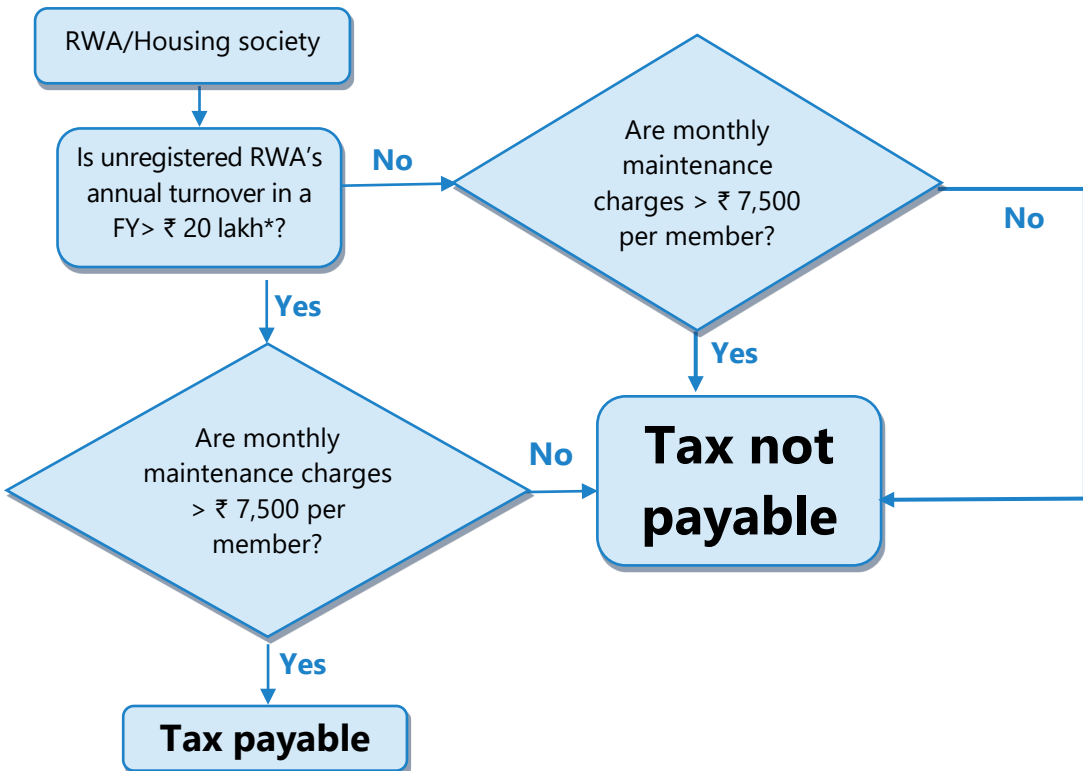 RWA/Housing society
Is unregistered RWA’s
annual turnover in a
FY> ₹ 20 lakh*?
No
Are monthly
maintenance
charges > ₹ 7,500
per member?
No
Yes
Yes
Are monthly
maintenance charges
> ₹ 7,500 per
member?
No
Tax not
payable
Yes
Tax payable